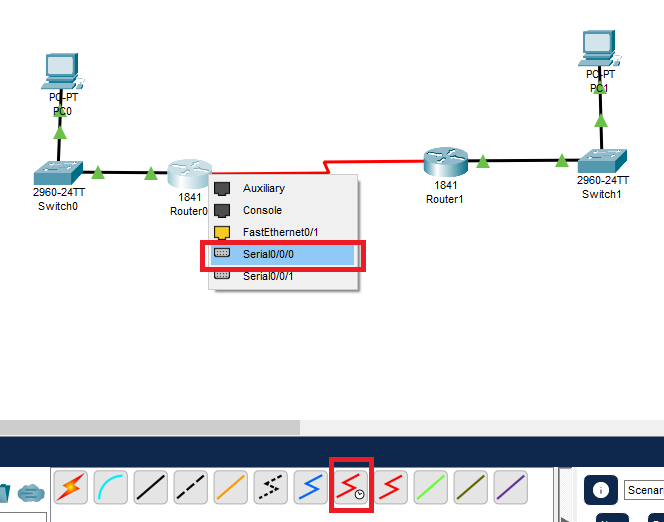 PC-PT
PC0
PC-PT
PC1
2960-24TT
Switch0
1841
Router0
1841
Router1
2960-24TT
Switch1
Auxiliary
Console
FastEthernet0/1
Serial0/0/0
Serial0/0/1
Scenar